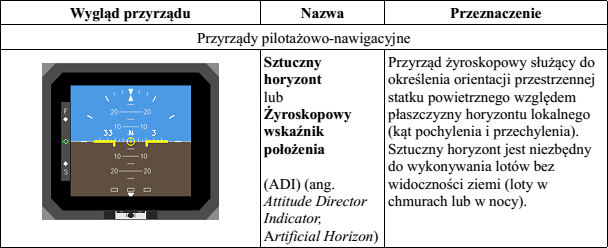 Wygląd przyrządu Nazwa Przeznaczenie
Przyrządy pilotażowo-nawigacyjne
F
S
20 20
10 10
33 N 3
10 10
20 20
Sztuczny
horyzont
lub
Żyroskopowy
wskaźnik
położenia
(ADI) (ang.
Attitude Director
Indicator,
Artificial Horizon)
Przyrząd żyroskopowy służący do
określenia orientacji przestrzennej
statku powietrznego względem
płaszczyzny horyzontu lokalnego
(kąt pochylenia i przechylenia).
Sztuczny horyzont jest niezbędny
do wykonywania lotów bez
widoczności ziemi (loty w
chmurach lub w nocy).